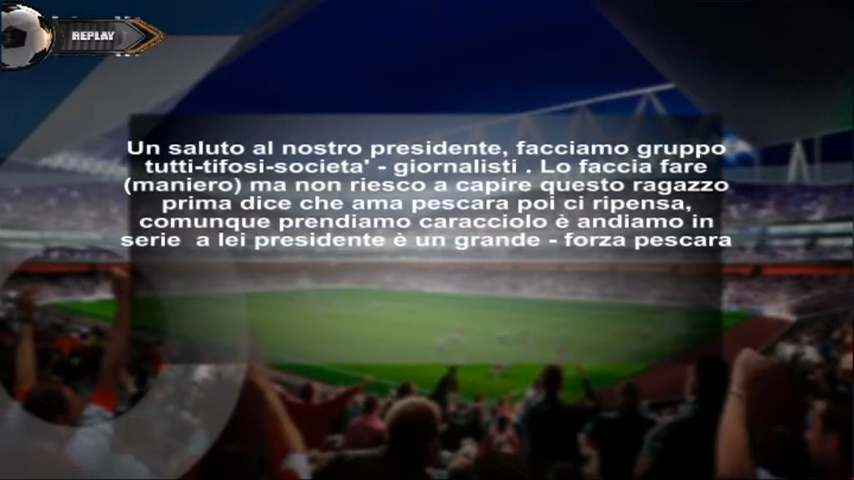 REPLAY
Un saluto al nostro presidente, facciamo gruppo
tutti-tifosi-societa' - giornalisti . Lo faccia fare
(maniero) ma non riesco a capire questo ragazzo
prima dice che ama pescara poi ci ripensa,
comunque prendiamo caracciolo è andiamo in
serie  a lei presidente è un grande - forza pescara